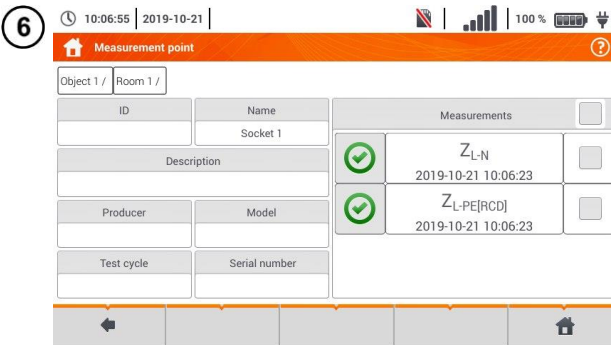 6
10:06:55 2019-10-21 100 %
Measurement point ?
Object 1 / Room 1 /
ID Name Measurements
Socket 1
ZL-N
2019-10-21 10:06:23
Description
ZL-PE[RCD]
2019-10-21 10:06:23
Producer Model
Test cycle Serial number